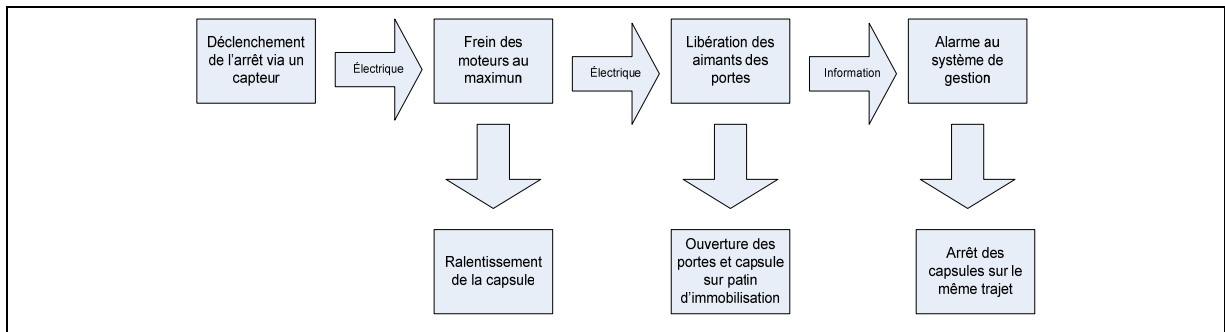 Déclenchement
de l'arrêt via un
capteur
Électrique
Frein des
moteurs au
maximun
Électrique
Libération des
aimants des
portes
Information
Alarme au
système de
gestion
Ralentissement
de la capsule
Ouverture des
portes et capsule
sur patin
d'immobilisation
Arrêt des
capsules sur le
même trajet